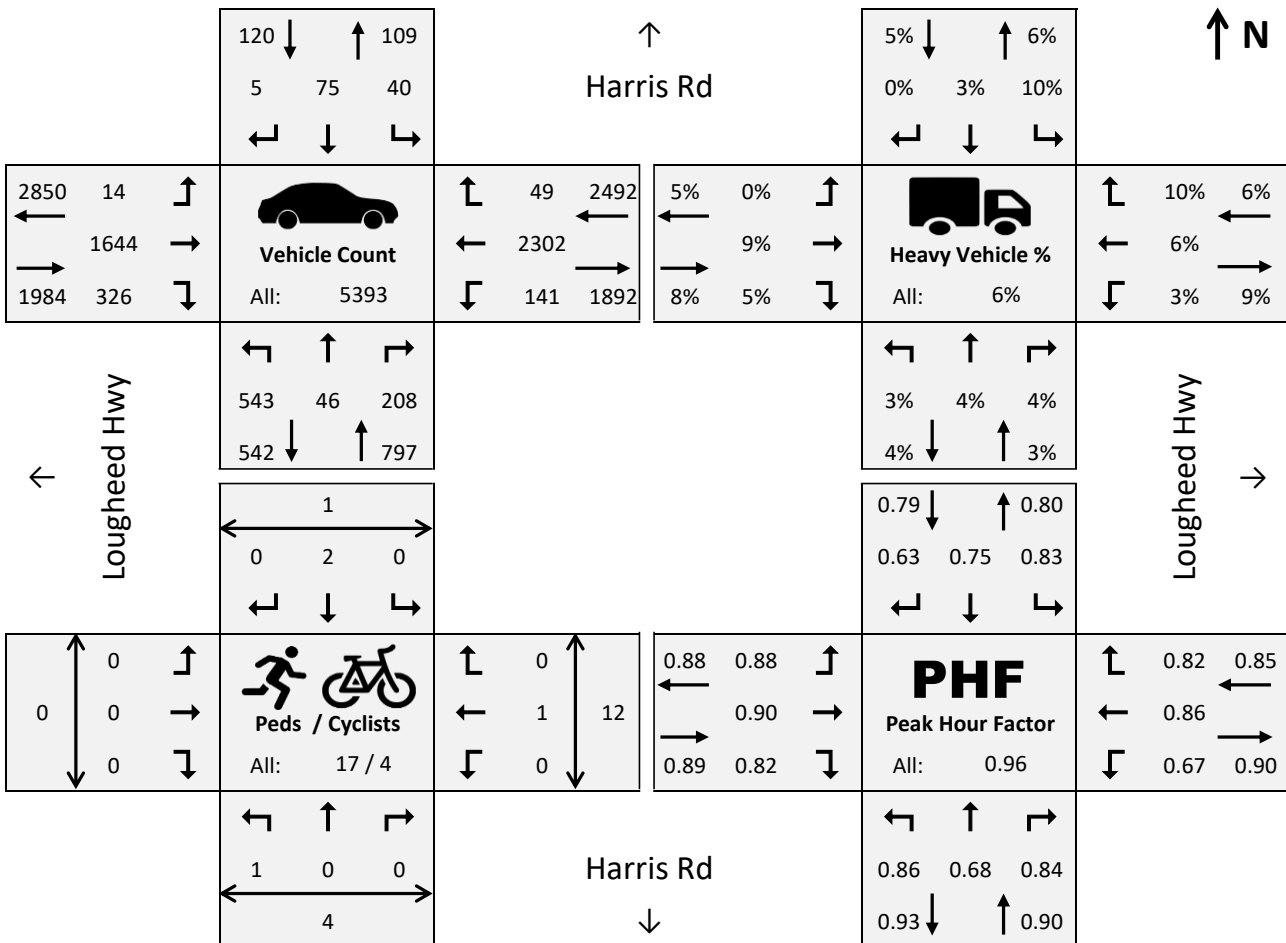 120 109
5 75 40
Harris Rd
5% 6%
0% 3% 10%
N
2850 14
1644
1984 326
Vehicle Count
All: 5393
49 2492
2302
141 1892
5% 0%
9%
8% 5%
Heavy Vehicle %
All: 6%
10% 6%
6%
3% 9%
543 46 208
542 797
3% 4% 4%
4% 3%
Lougheed Hwy
Lougheed Hwy
1
0 2 0
0.79 0.80
0.63 0.75 0.83
0
0
0
0
Peds / Cyclists
All: 17 / 4
0
1 12
0
0.88 0.88
0.90
0.89 0.82
PHF
Peak Hour Factor
All: 0.96
0.82 0.85
0.86
0.67 0.90
1 0 0
4
Harris Rd
0.86 0.68 0.84
0.93 0.90